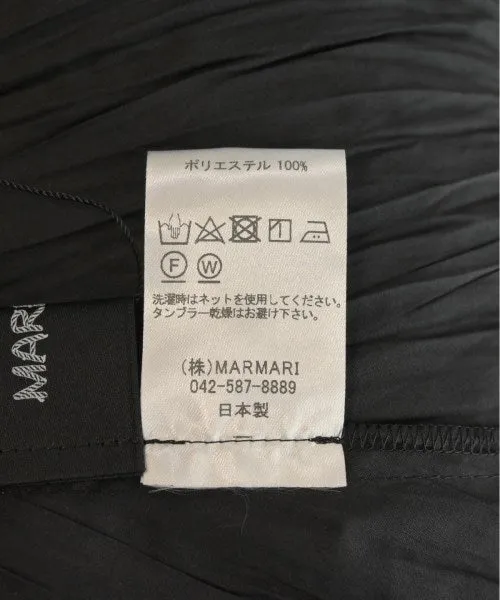 ポリエステル 100%
F W
洗濯時はネットを使用してください。
タンブラー乾燥はお避け下さい。
(株)MARMARI
042-587-8889
日本製
MAR